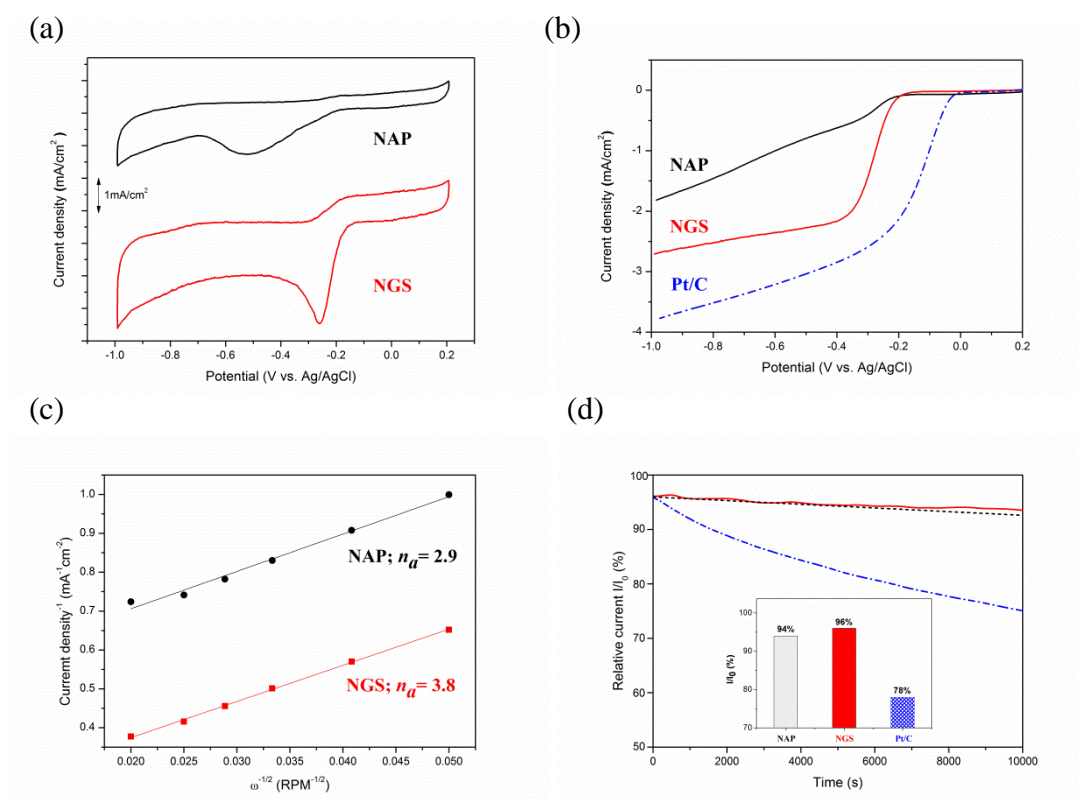 (a)
Current density (mA/cm2)
NAP
1mA/cm2
NGS
-1.0 -0.8 -0.6 -0.4 -0.2 0.0 0.2
Potential (V vs. Ag/AgCl)
(b)
Current density (mA/cm2)
0
-1
-2
-3
-4
NAP
NGS
Pt/C
-1.0 -0.8 -0.6 -0.4 -0.2 0.0 0.2
Potential (V vs. Ag/AgCl)
(c)
Curremt density-1 (mA-1cm-2)
1.0
0.9
0.8
0.7
0.6
0.5
0.4
NAP; na= 2.9
NGS; na= 3.8
0.020 0.025 0.030 0.035 0.040 0.045 0.050
ω-1/2 (RPM-1/2)
(d)
Relative current I/I0 (%)
100
90
80
70
60
50
I/I0 (%)
100
90
80
70
94%
96%
78%
NAP NGS Pt/C
0 2000 4000 6000 8000 10000
Time (s)